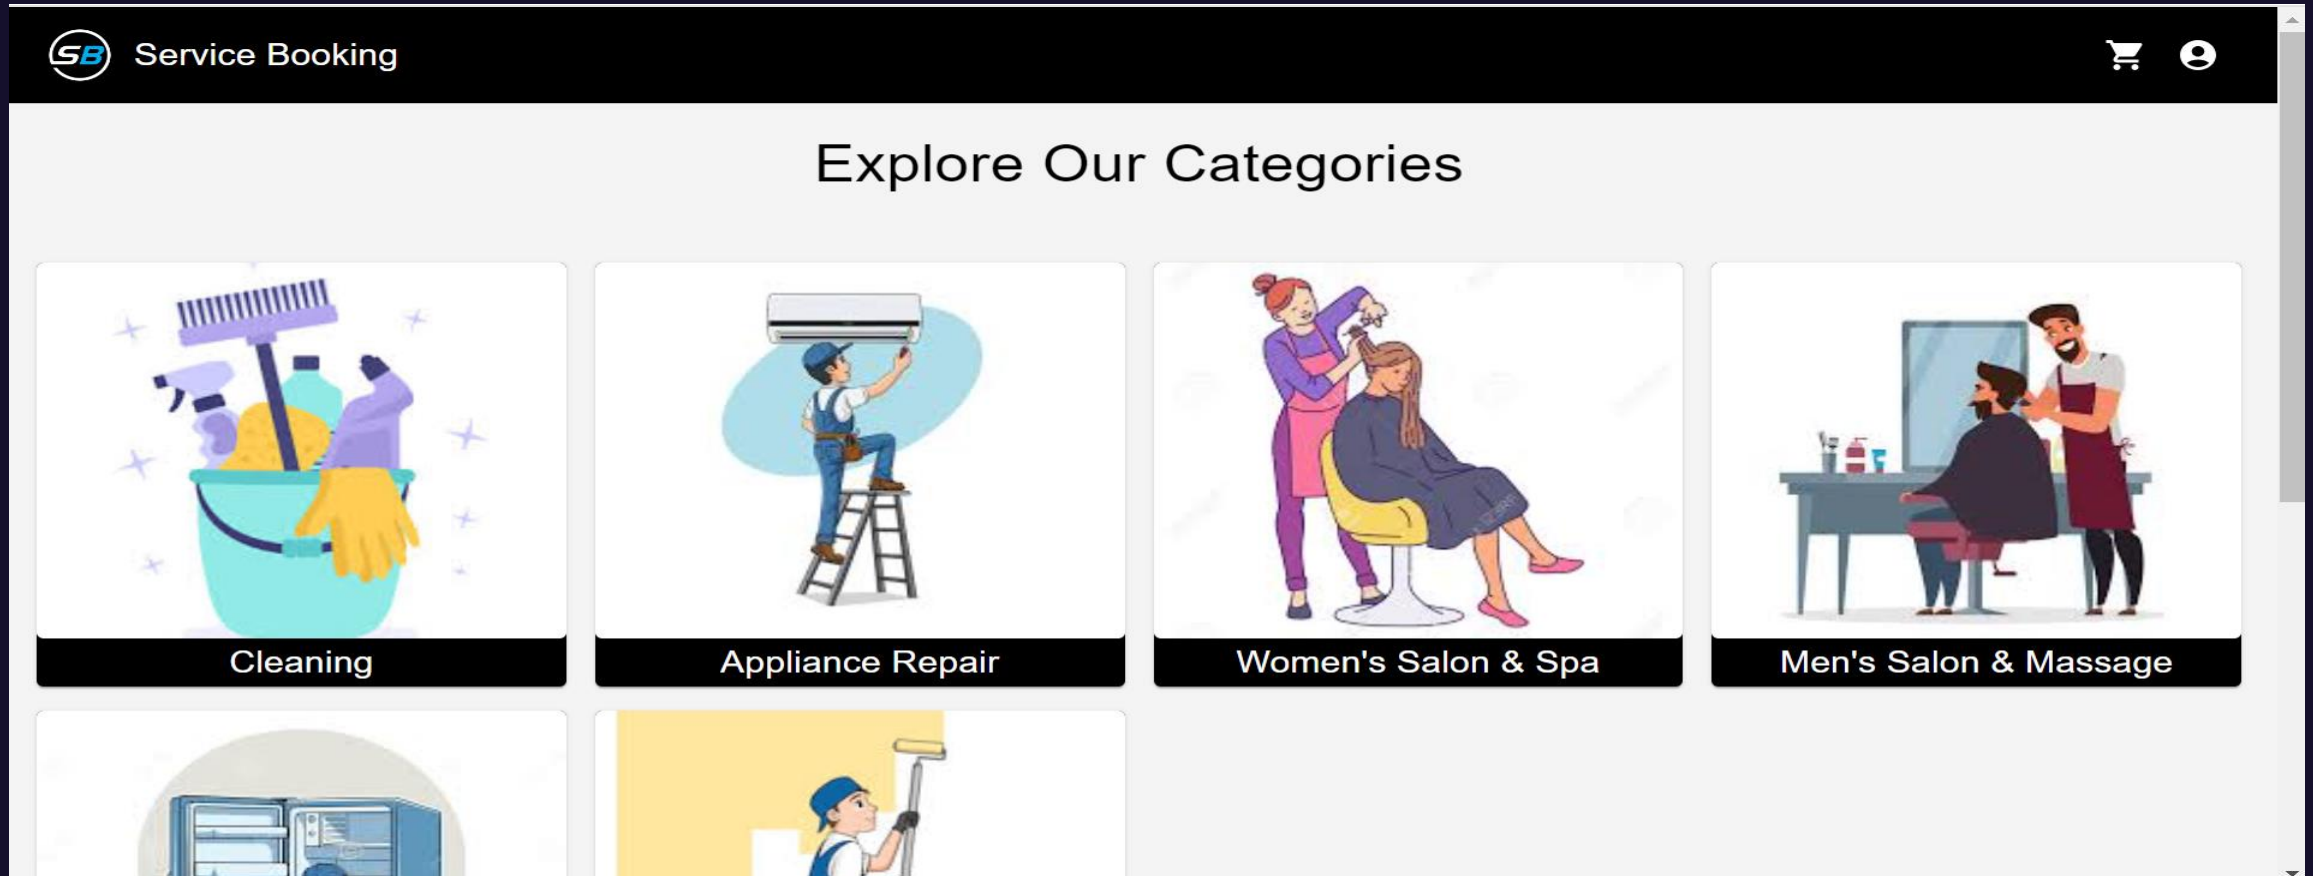 SB Service Booking
Explore Our Categories
Cleaning
Appliance Repair
Women's Salon & Spa
Men's Salon & Massage